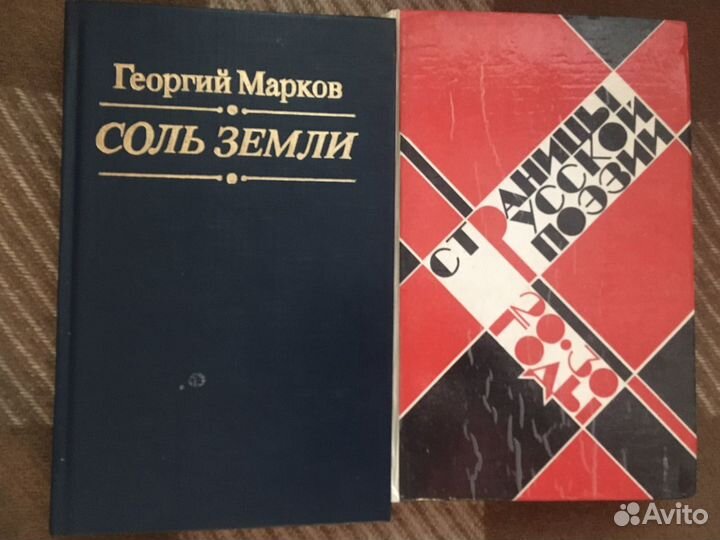 Георгий Марков
СОЛЬ ЗЕМЛИ
СТРАНИЦЫ
РУССКОЙ
ПОЭЗИИ
20·30
ГОДЫ
Avito